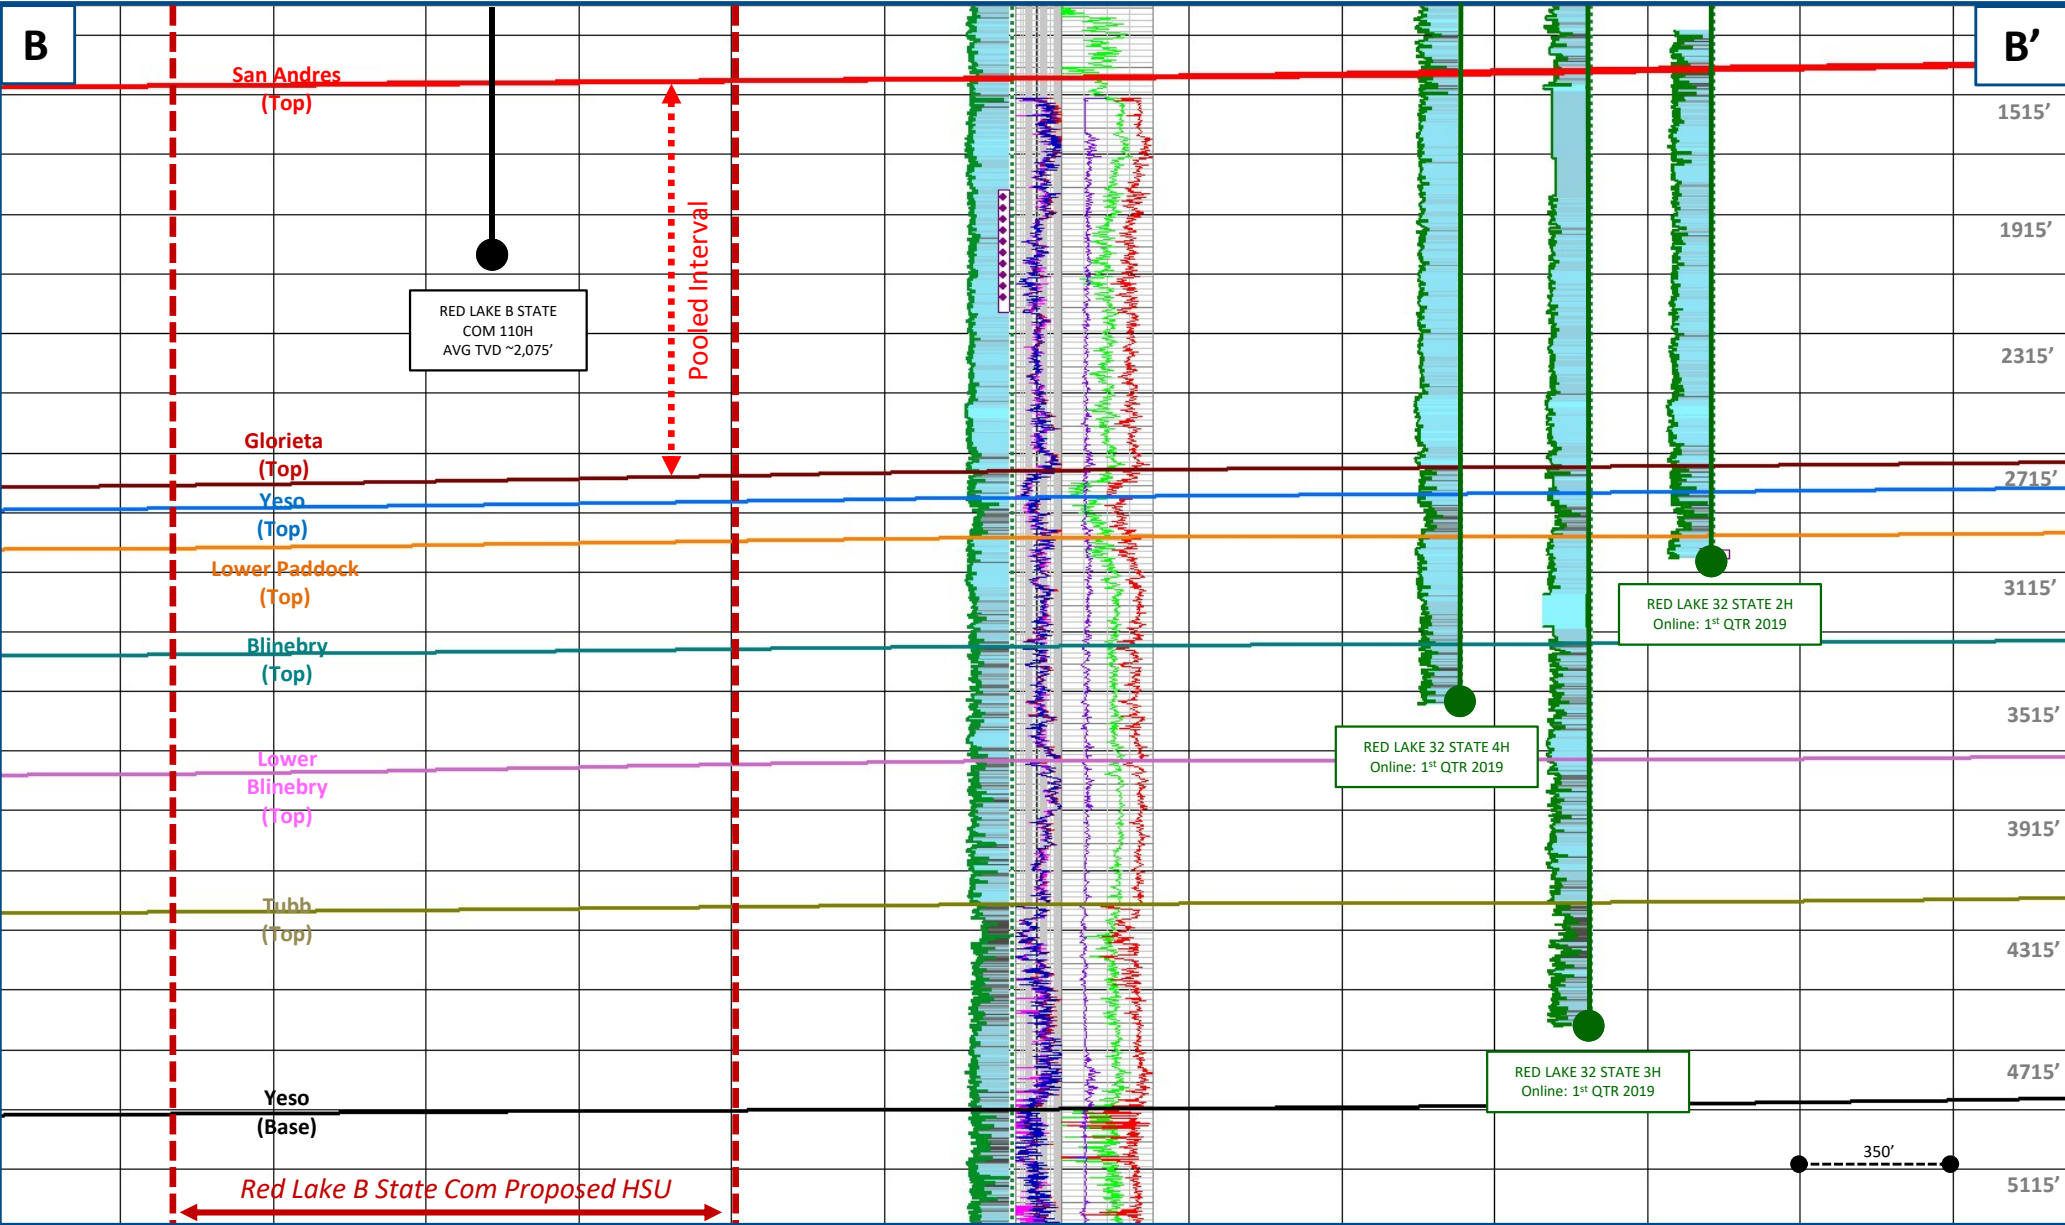 B
B’
San Andres
(Top)
1515’
1915’
Pooled Interval
RED LAKE B STATE
COM 110H
AVG TVD ~2,075’
2315’
Glorieta
(Top)
2715’
Yeso
(Top)
Lower Paddock
(Top)
3115’
RED LAKE 32 STATE 2H
Online: 1st QTR 2019
Blinebry
(Top)
3515’
RED LAKE 32 STATE 4H
Online: 1st QTR 2019
Lower
Blinebry
(Top)
3915’
Tubb
(Top)
4315’
RED LAKE 32 STATE 3H
Online: 1st QTR 2019
4715’
Yeso
(Base)
350’
Red Lake B State Com Proposed HSU
5115’